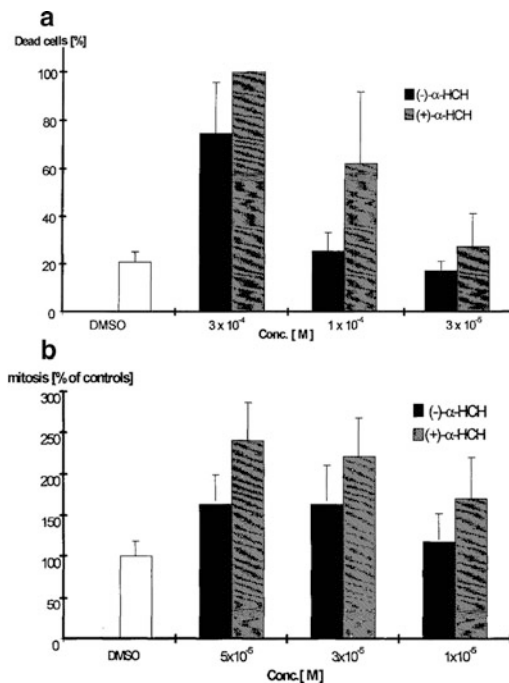 a
Dead cells [%]
100
80
60
40
20
0
(-)-α-HCH
(+)-α-HCH
DMSO
3 x 10⁻⁴
1 x 10⁻⁴
3 x 10⁻⁵
Conc. [ M ]
b
mitosis [% of controls]
300
250
200
150
100
50
0
(-)-α-HCH
(+)-α-HCH
DMSO
5x10⁻⁵
3x10⁻⁵
1x10⁻⁵
Conc.[ M ]